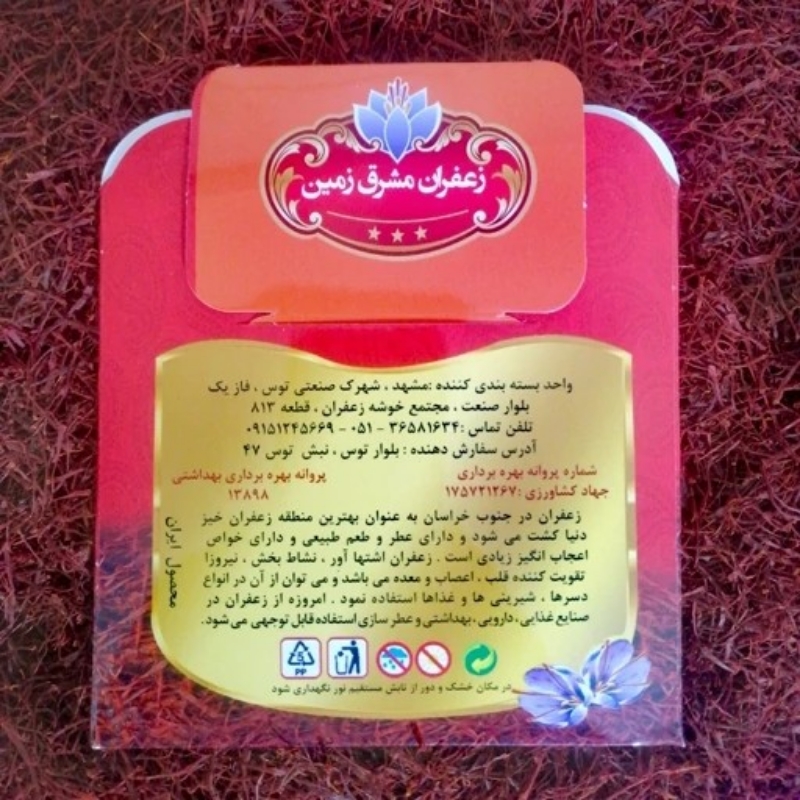 زعفران مشرق زمین
واحد بسته بندی کننده :مشهد ، شهرک صنعتی توس ، فاز یک
بلوار صنعت ، مجتمع خوشه زعفران ، قطعه ۸۱۳
تلفن تماس :۳۶۵۸۱۶۳۴ - ۰۵۱ - ۰۹۱۵۱۲۴۵۶۶۹
آدرس سفارش دهنده : بلوار توس ، نبش توس ۴۷
شماره پروانه بهره برداری
جهاد کشاورزی :۱۷۵۷۲۱۲۶۷
پروانه بهره برداری بهداشتی
۱۳۸۹۸
زعفران در جنوب خراسان به عنوان بهترین منطقه زعفران خیز
دنیا کشت می شود و دارای عطر و طعم طبیعی و دارای خواص
اعجاب انگیز زیادی است . زعفران اشتها آور ، نشاط بخش ، نیروزا
تقویت کننده قلب ، اعصاب و معده می باشد و می توان از آن در انواع
دسرها ، شیرینی ها و غذاها استفاده نمود . امروزه از زعفران در
صنایع غذایی، دارویی، بهداشتی و عطر سازی استفاده قابل توجهی می شود.
محصول ایران
5
PP
در مکان خشک و دور از تابش مستقیم نور نگهداری شود